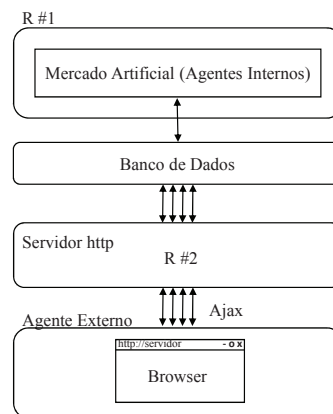 R #1
Mercado Artificial (Agentes Internos)
Banco de Dados
Servidor http
R #2
Ajax
Agente Externo
http://servidor - o x
Browser